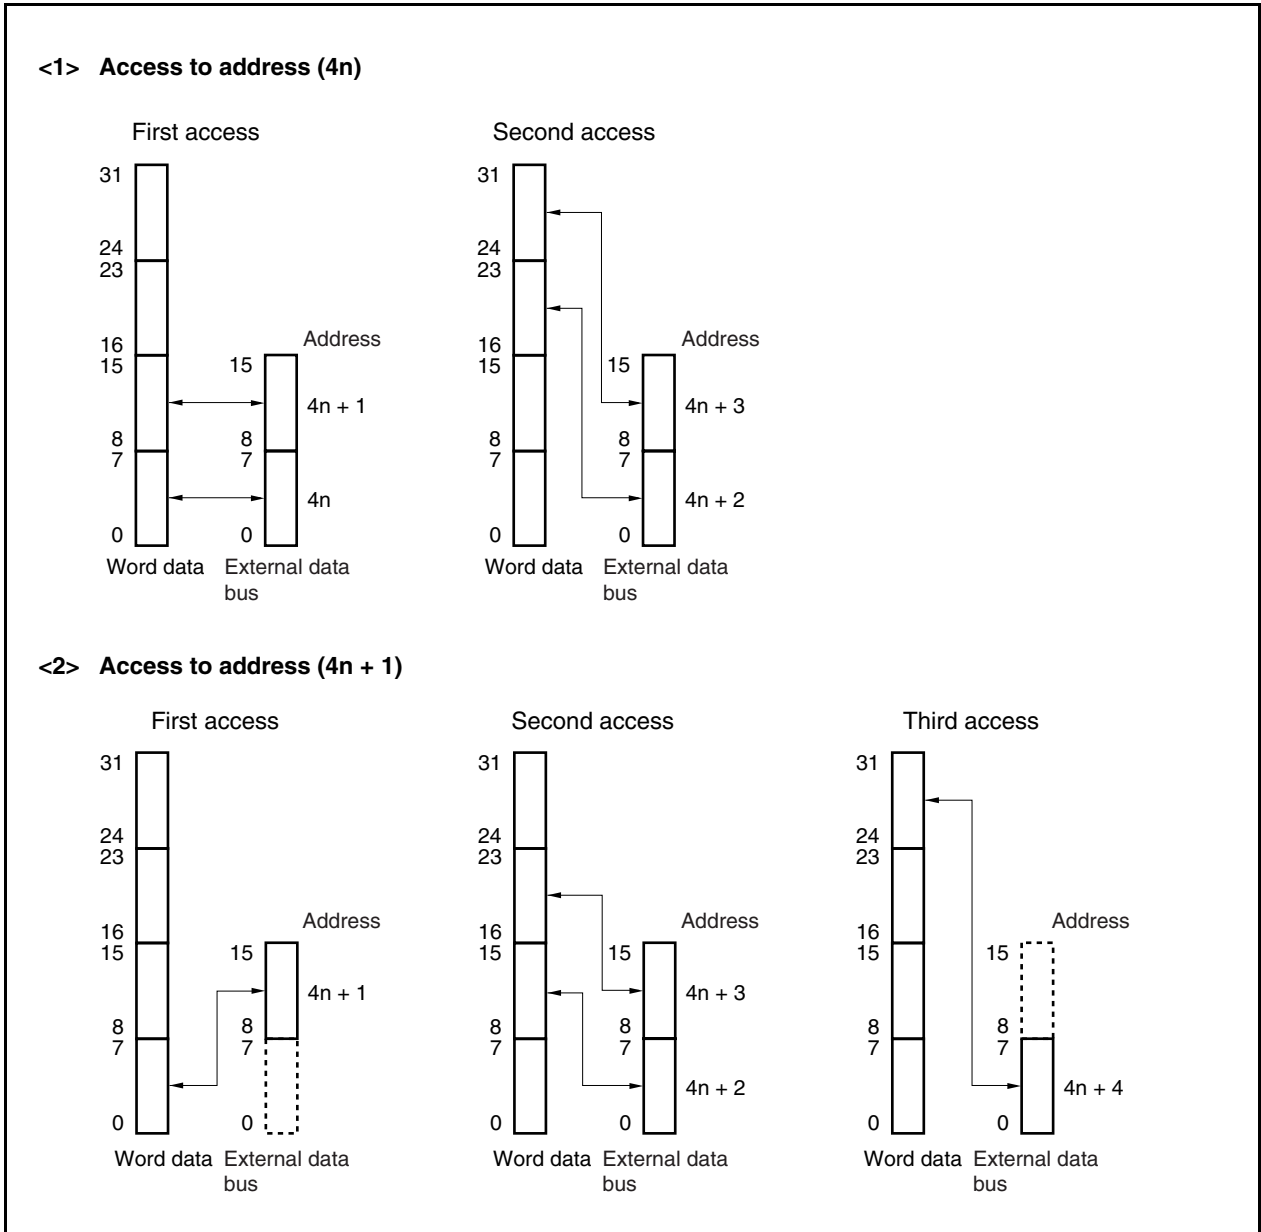 <1> Access to address (4n)
First access
31
24
23
16
15
8
7
0
Address
15
4n + 1
8
7
4n
0
Word data
External data
bus
Second access
31
24
23
16
15
8
7
0
Address
15
4n + 3
8
7
4n + 2
0
Word data
External data
bus
<2> Access to address (4n + 1)
First access
31
24
23
16
15
8
7
0
Address
15
4n + 1
8
7
0
Word data
External data
bus
Second access
31
24
23
16
15
8
7
0
Address
15
4n + 3
8
7
4n + 2
0
Word data
External data
bus
Third access
31
24
23
16
15
8
7
0
Address
15
8
7
4n + 4
0
Word data
External data
bus